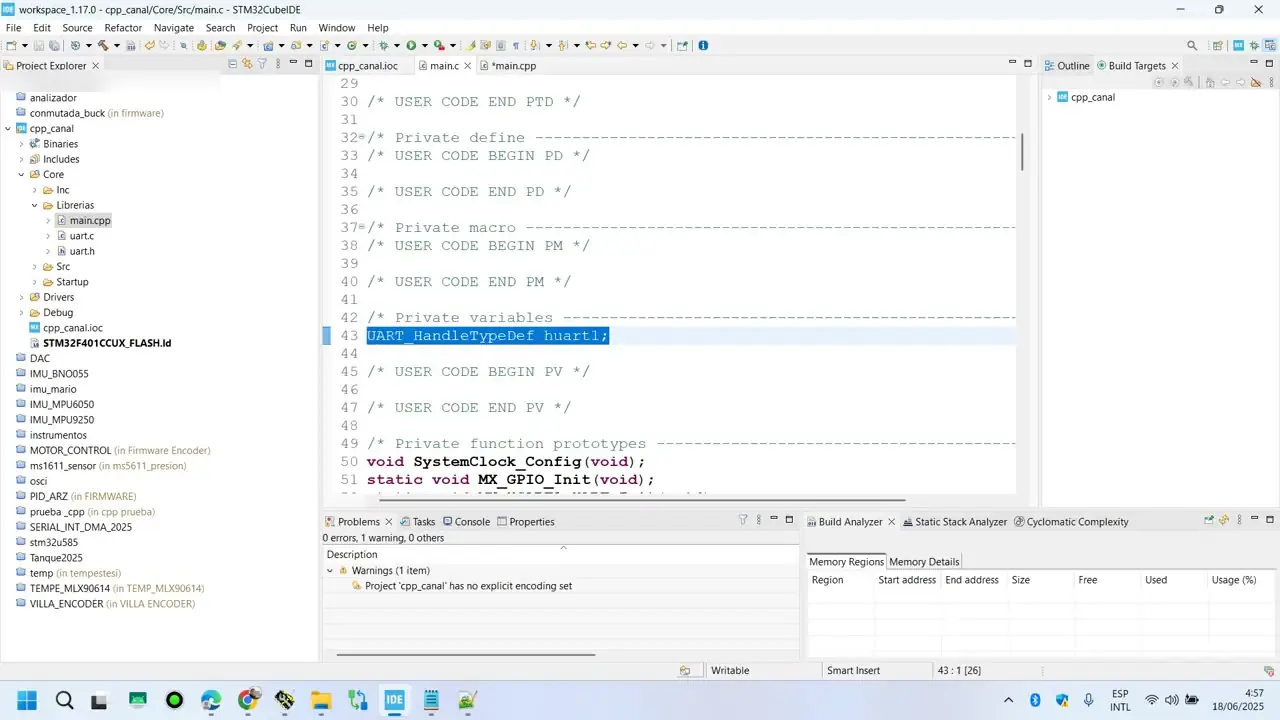 workspace_1.17.0 - cpp_canal/Core/Src/main.c - STM32CubeIDE
File Edit Source Refactor Navigate Search Project Run Window Help
Project Explorer
analizador
conmutada_buck (in firmware)
cpp_canal
Binaries
Includes
Core
Inc
Librerias
main.cpp
uart.c
uart.h
Src
Startup
Drivers
Debug
cpp_canal.ioc
STM32F401CCUX_FLASH.ld
DAC
IMU_BNO055
imu_mario
IMU_MPU6050
IMU_MPU9250
instrumentos
MOTOR_CONTROL (in Firmware Encoder)
ms1611_sensor (in ms5611_presion)
osci
PID_ARZ (in FIRMWARE)
prueba _cpp (in cpp prueba)
SERIAL_INT_DMA_2025
stm32u585
Tanque2025
temp (in tempestesi)
TEMPE_MLX90614 (in TEMP_MLX90614)
VILLA_ENCODER (in VILLA ENCODER)
cpp_canal.ioc main.c *main.cpp
29
30 /* USER CODE END PTD */
31
32 /* Private define ----------------------------------------------------
33 /* USER CODE BEGIN PD */
34
35 /* USER CODE END PD */
36
37 /* Private macro -----------------------------------------------------
38 /* USER CODE BEGIN PM */
39
40 /* USER CODE END PM */
41
42 /* Private variables -------------------------------------------------
43 UART_HandleTypeDef huart1;
44
45 /* USER CODE BEGIN PV */
46
47 /* USER CODE END PV */
48
49 /* Private function prototypes ---------------------------------------
50 void SystemClock_Config(void);
51 static void MX_GPIO_Init(void);
Outline Build Targets
cpp_canal
Problems Tasks Console Properties
0 errors, 1 warning, 0 others
Description
Warnings (1 item)
Project 'cpp_canal' has no explicit encoding set
Build Analyzer Static Stack Analyzer Cyclomatic Complexity
Memory Regions Memory Details
Region Start address End address Size Free Used Usage (%)
Writable Smart Insert 43 : 1 [26]
ESP
INTL
4:57
18/06/2025